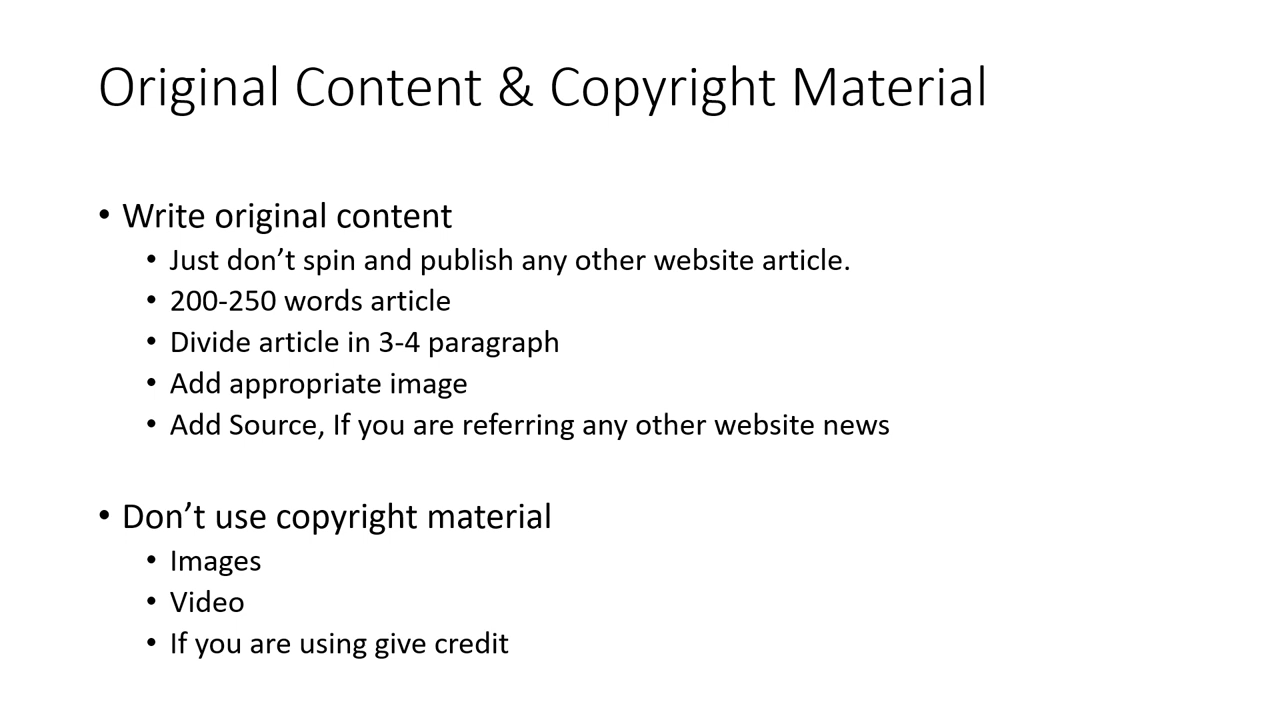 Original Content & Copyright Material
• Write original content
• Just don’t spin and publish any other website article.
• 200-250 words article
• Divide article in 3-4 paragraph
• Add appropriate image
• Add Source, If you are referring any other website news
• Don’t use copyright material
• Images
• Video
• If you are using give credit